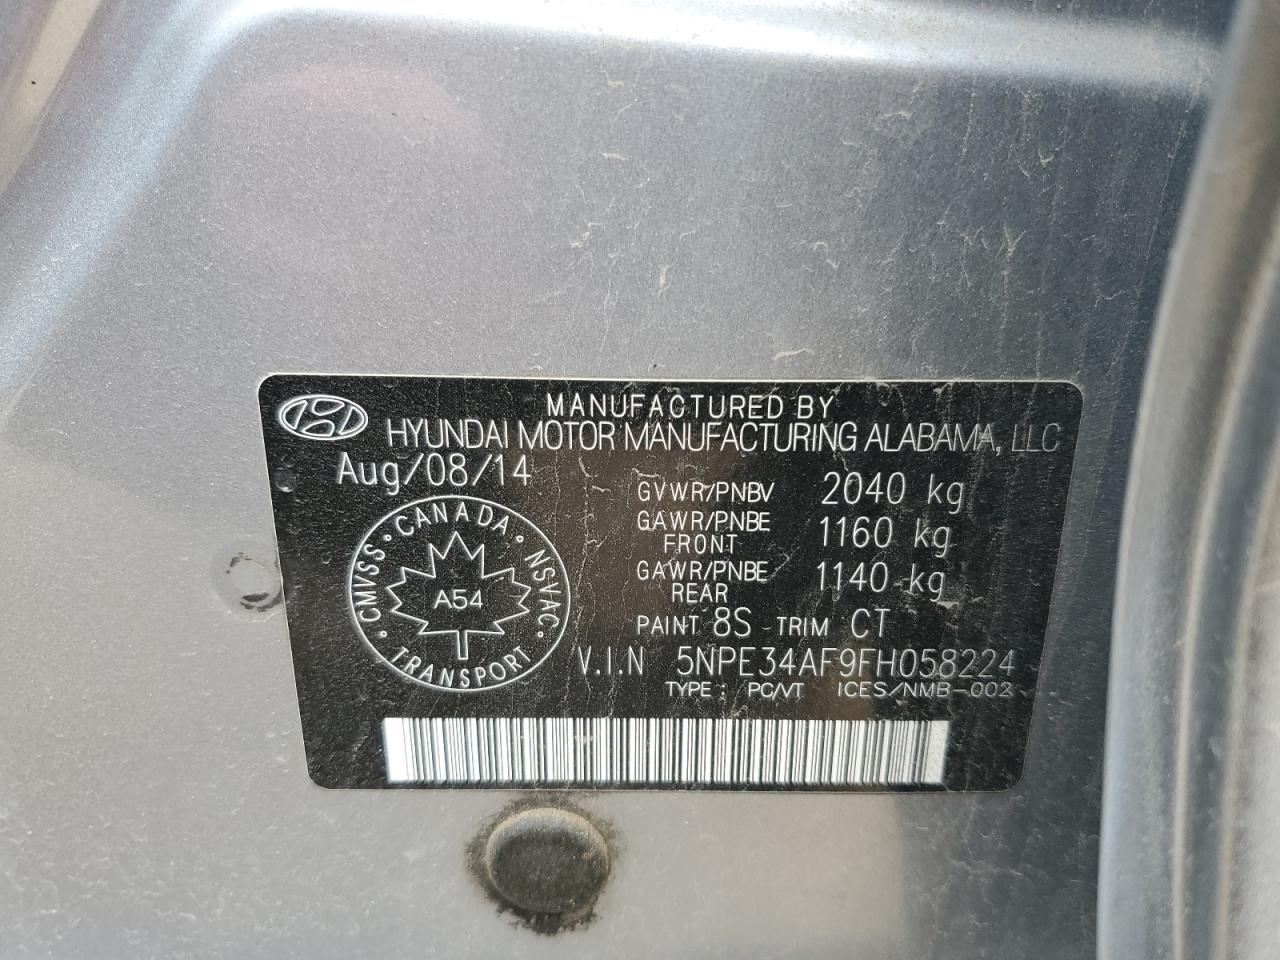 MANUFACTURED BY
HYUNDAI MOTOR MANUFACTURING ALABAMA, LLC
Aug/08/14
GVWR/PNBV 2040 kg
GAWR/PNBE FRONT 1160 kg
GAWR/PNBE REAR 1140 kg
PAINT 8S - TRIM CT
V.I.N 5NPE34AF9FH058224
TYPE : PC/VT ICES/NMB-002
CMVSS · CANADA · NSVAC · TRANSPORT ·
A54